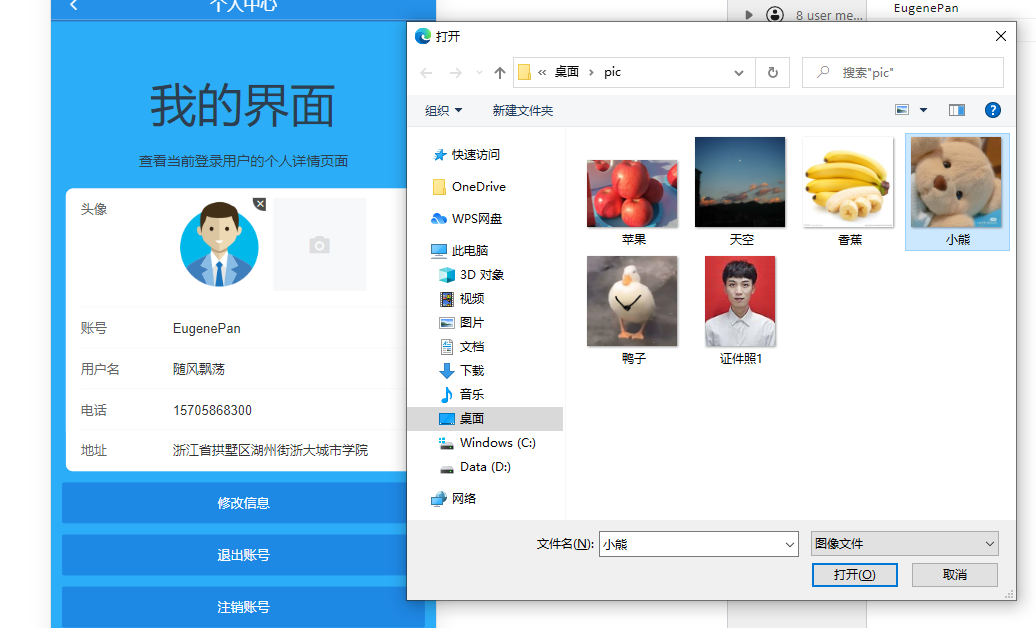 个人中心
我的界面
查看当前登录用户的个人详情页面
头像
账号 EugenePan
用户名 随风飘荡
电话 15705868300
地址 浙江省拱墅区湖州街浙大城市学院
修改信息
退出账号
注销账号
8 user me...
EugenePan
打开
« 桌面 › pic
搜索"pic"
组织
新建文件夹
快速访问
OneDrive
WPS网盘
此电脑
3D 对象
视频
图片
文档
下载
音乐
桌面
Windows (C:)
Data (D:)
网络
苹果
天空
香蕉
小熊
鸭子
证件照1
文件名(N):
小熊
图像文件
打开(O)
取消